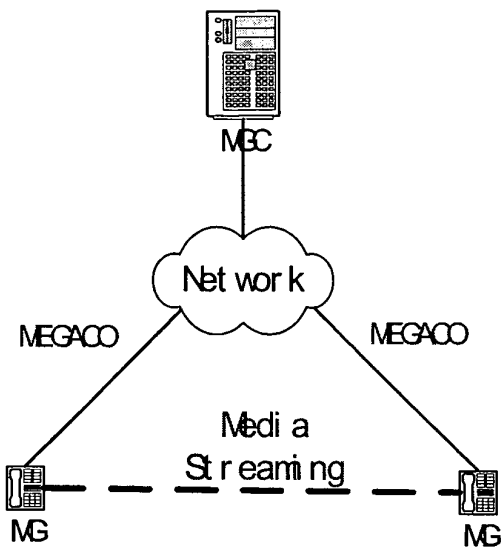 MGC
Network
MEGACO
MEGACO
Media
Streaming
MG
MG